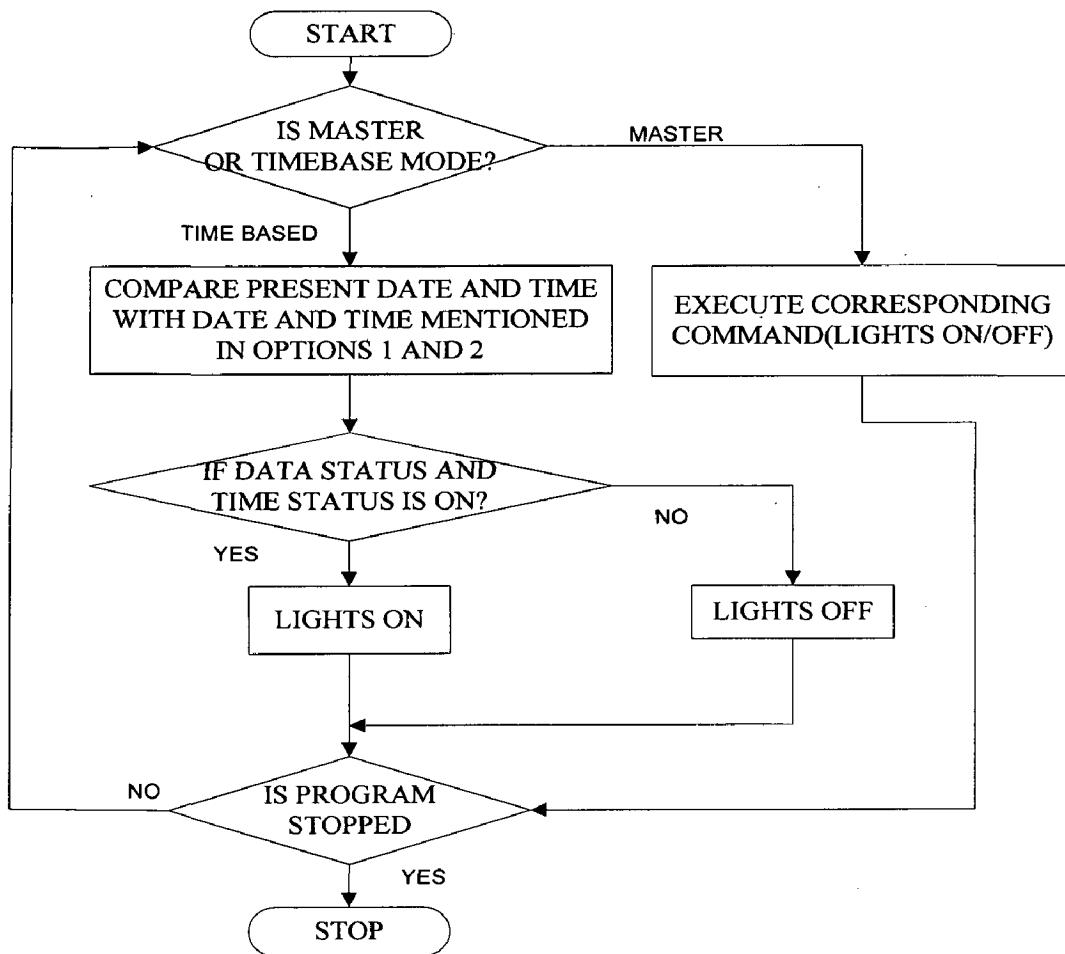 START
IS MASTER
OR TIMEBASE MODE?
MASTER
TIME BASED
COMPARE PRESENT DATE AND TIME
WITH DATE AND TIME MENTIONED
IN OPTIONS 1 AND 2
EXECUTE CORRESPONDING
COMMAND(LIGHTS ON/OFF)
IF DATA STATUS AND
TIME STATUS IS ON?
NO
YES
LIGHTS ON
LIGHTS OFF
NO
IS PROGRAM
STOPPED
YES
STOP